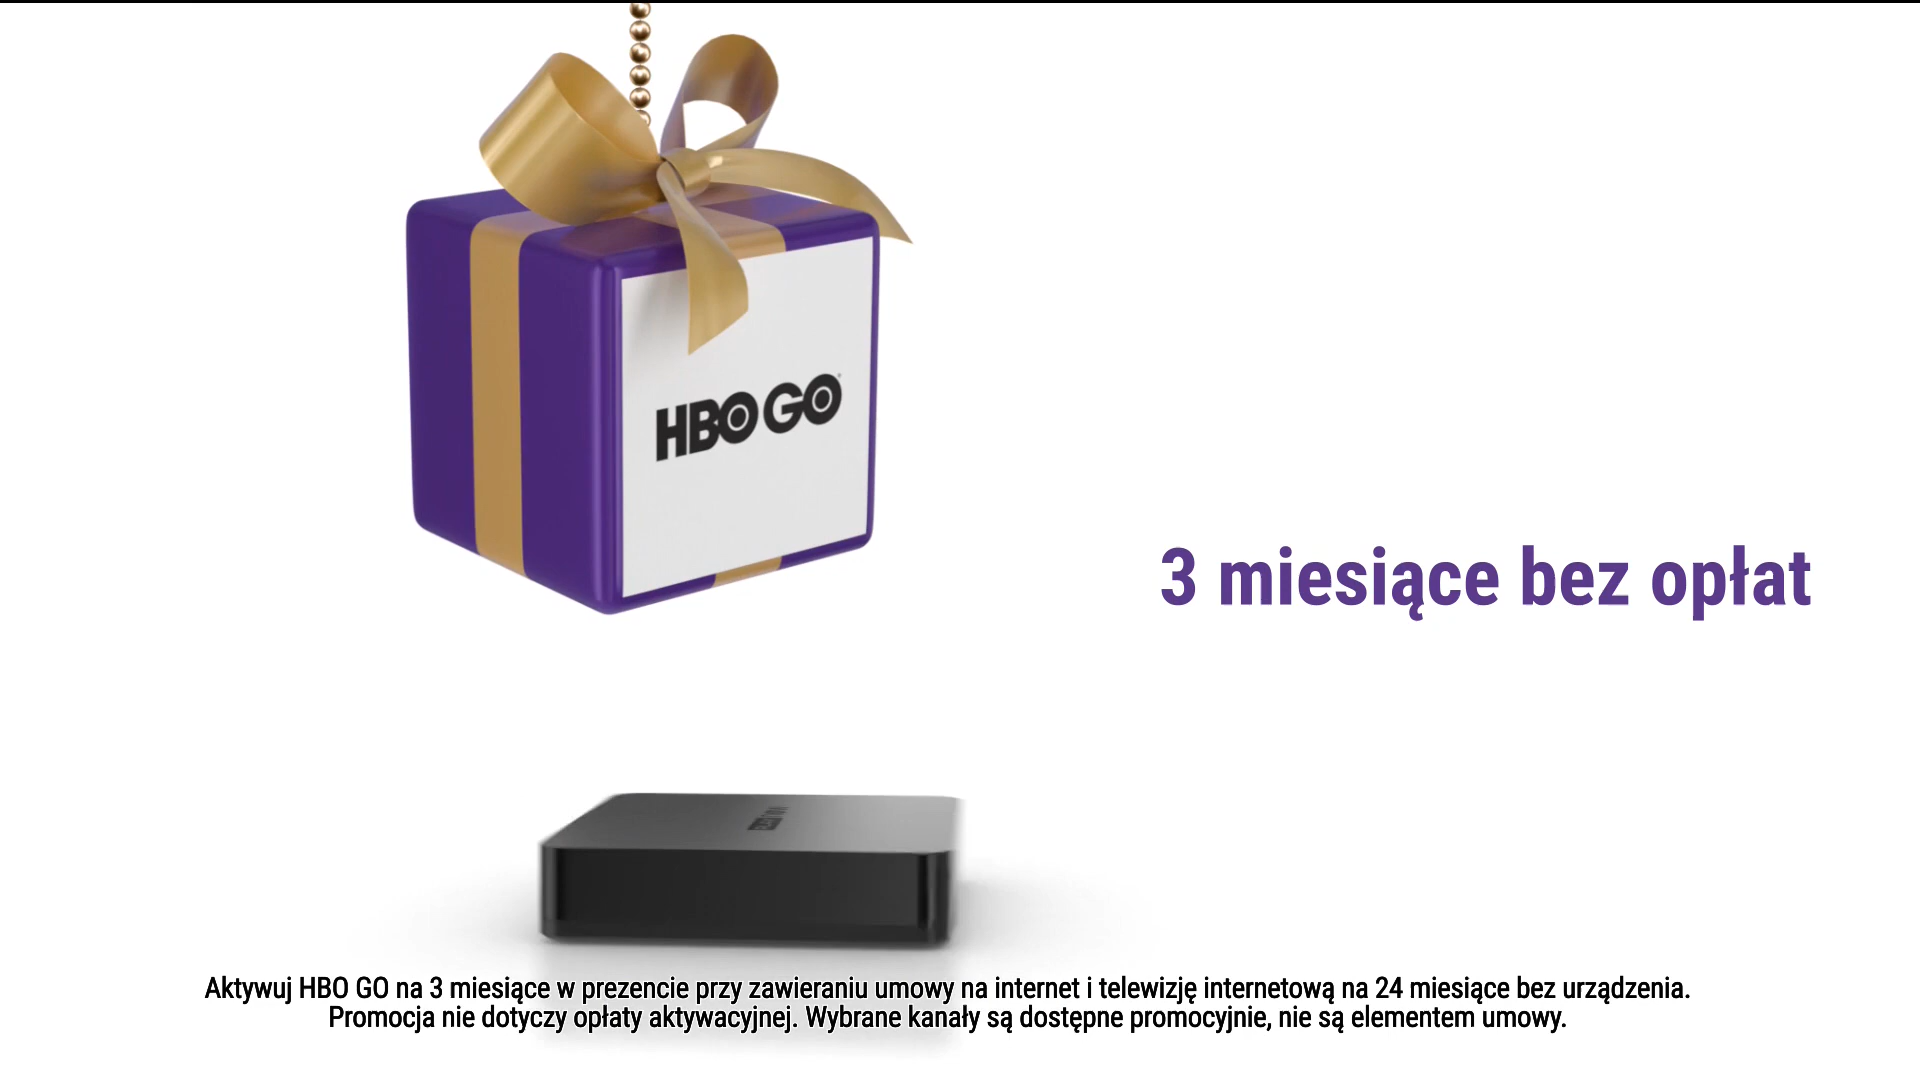 HBO GO
3 miesiące bez opłat
Aktywuj HBO GO na 3 miesiące w prezencie przy zawieraniu umowy na internet i telewizję internetową na 24 miesiące bez urządzenia.
Promocja nie dotyczy opłaty aktywacyjnej. Wybrane kanały są dostępne promocyjnie, nie są elementem umowy.